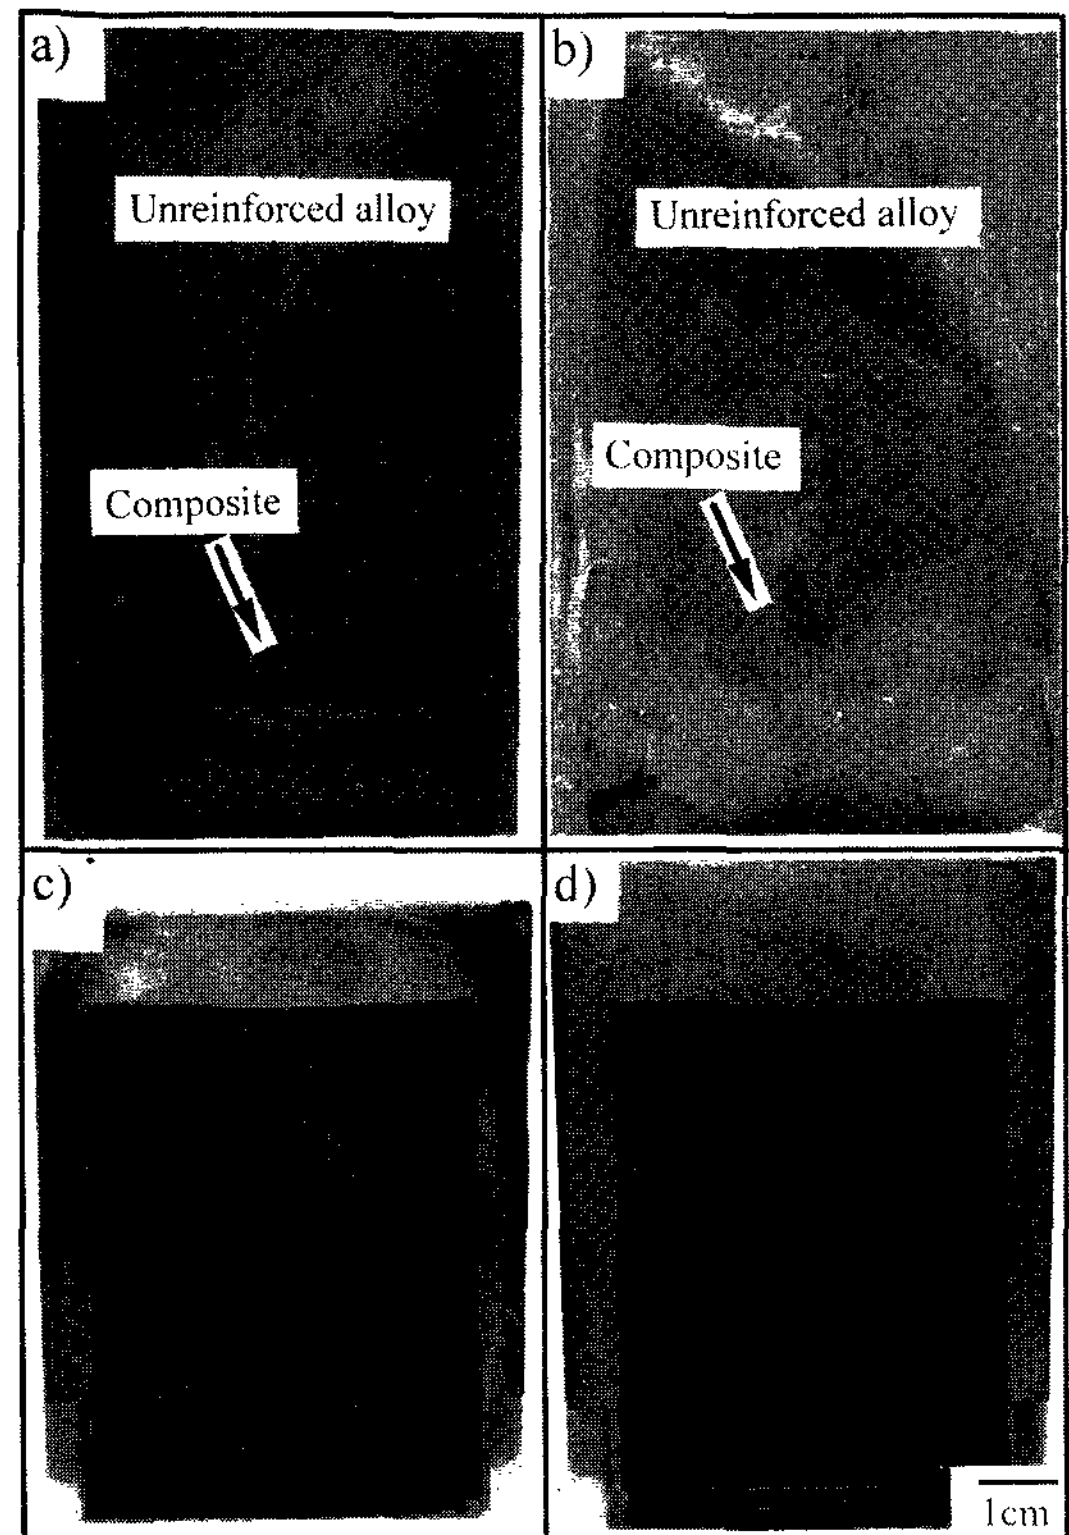 a)
Unreinforced alloy
Composite
b)
Unreinforced alloy
Composite
c)
d)
1cm